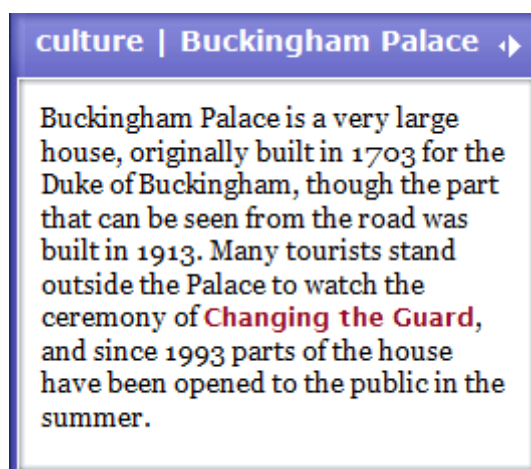 culture | Buckingham Palace
Buckingham Palace is a very large
house, originally built in 1703 for the
Duke of Buckingham, though the part
that can be seen from the road was
built in 1913. Many tourists stand
outside the Palace to watch the
ceremony of Changing the Guard,
and since 1993 parts of the house
have been opened to the public in the
summer.